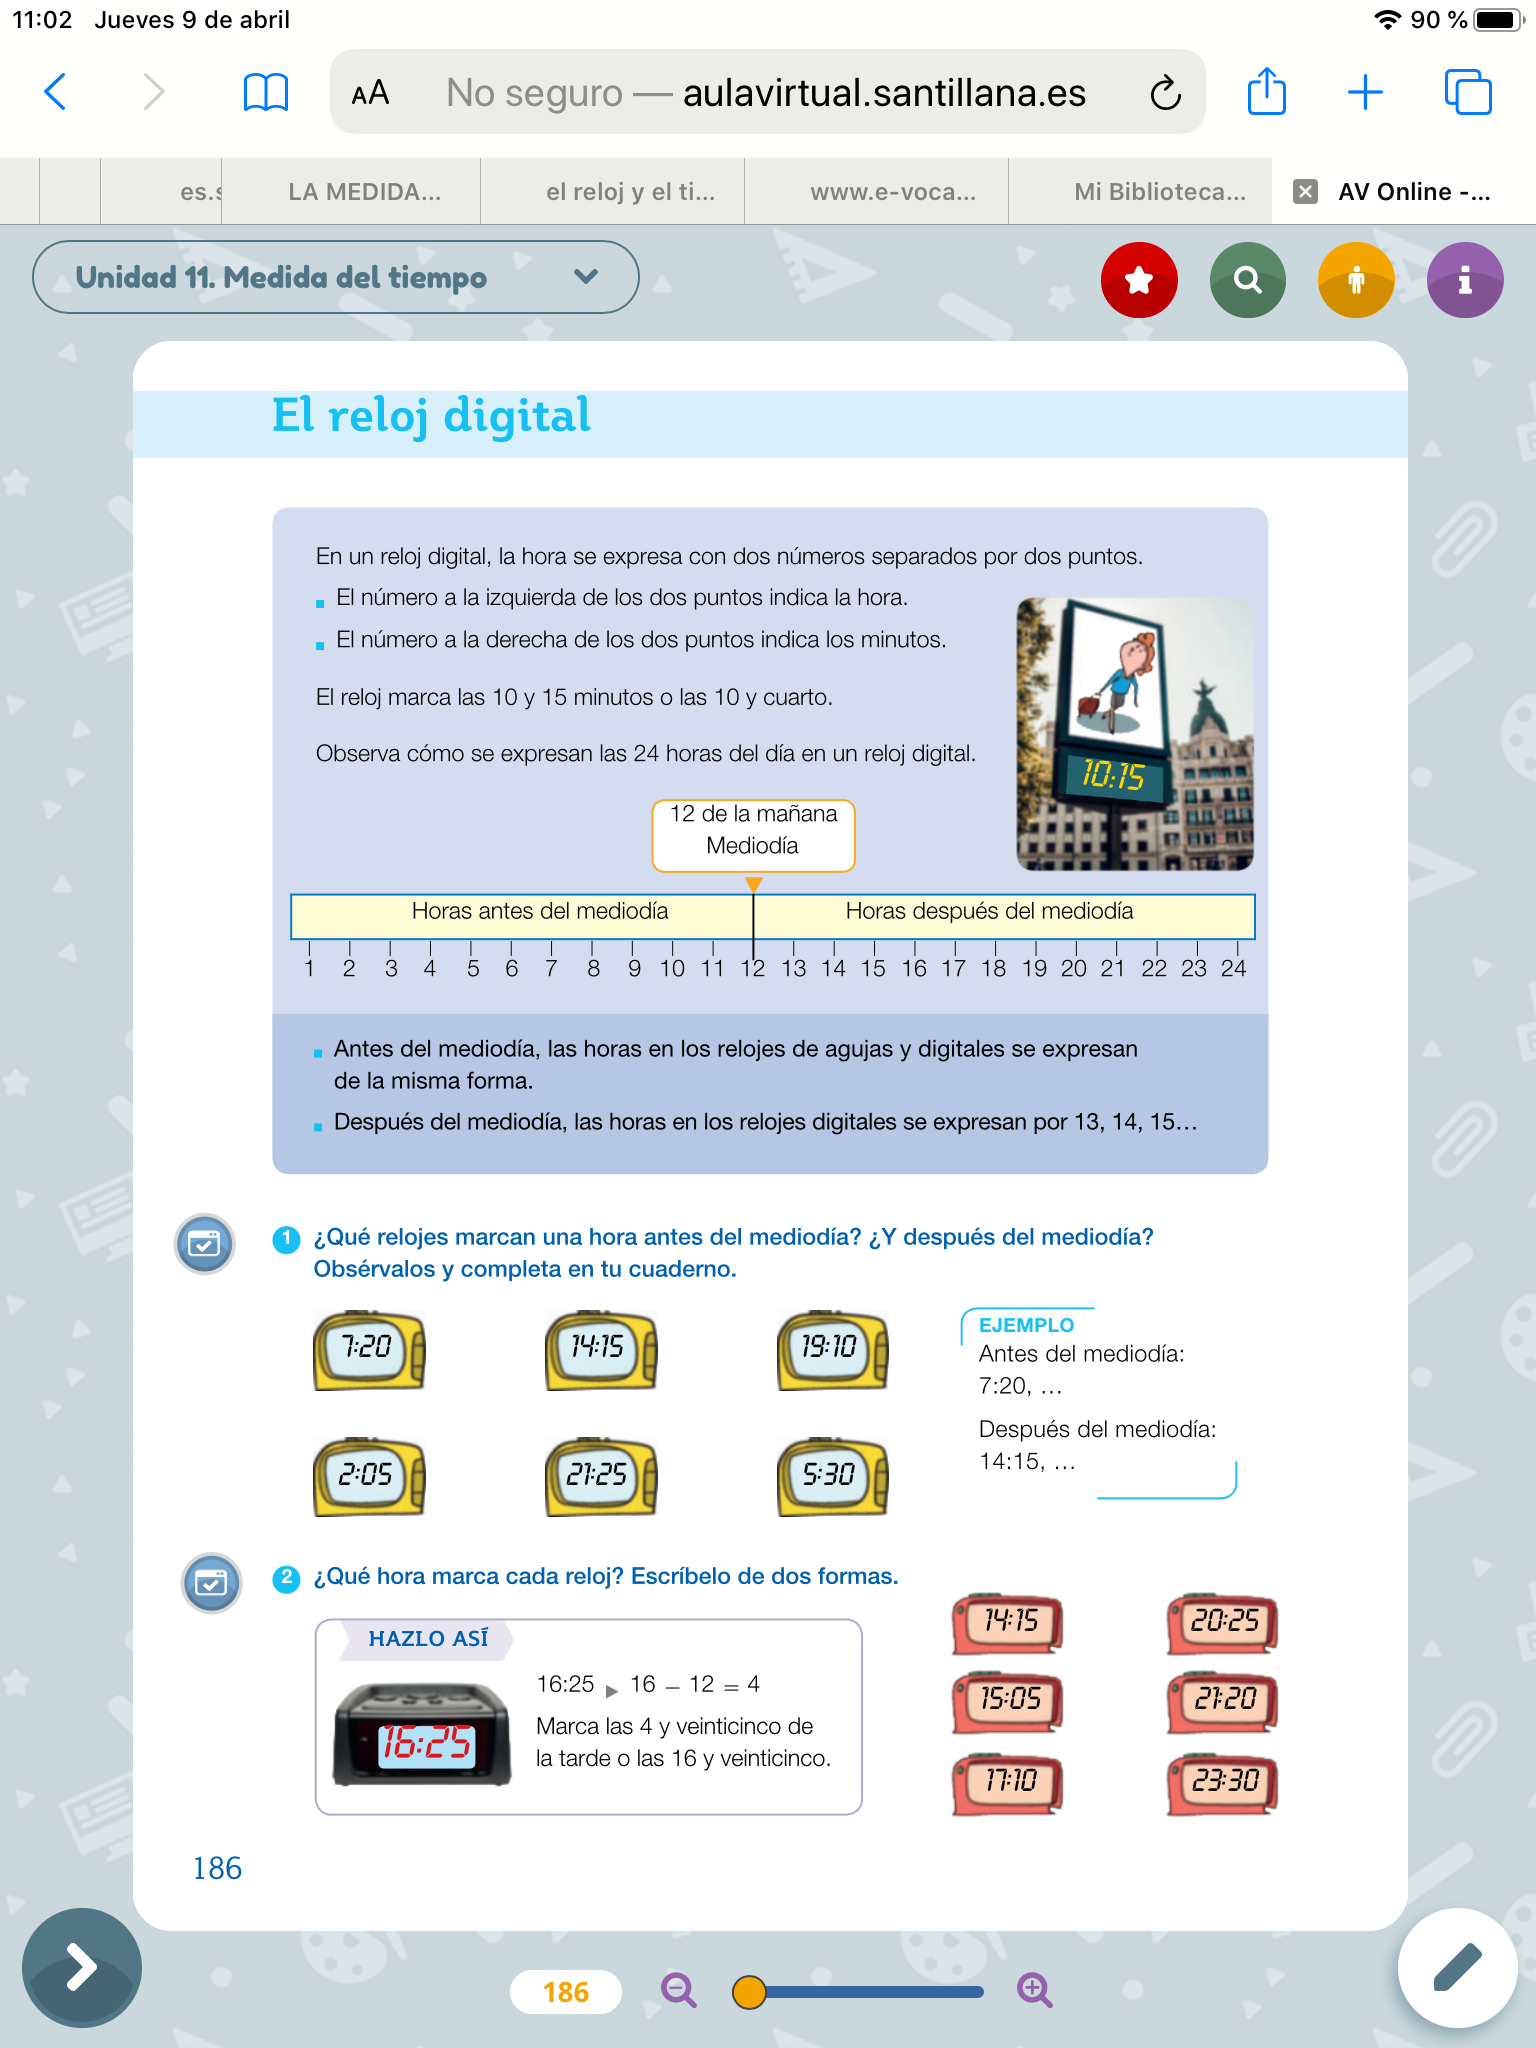 11:02 Jueves 9 de abril 90 %
AA No seguro — aulavirtual.santillana.es
es.s LA MEDIDA... el reloj y el ti... www.e-voca... Mi Biblioteca... AV Online -...
Unidad 11. Medida del tiempo
El reloj digital
En un reloj digital, la hora se expresa con dos números separados por dos puntos.
El número a la izquierda de los dos puntos indica la hora.
El número a la derecha de los dos puntos indica los minutos.
El reloj marca las 10 y 15 minutos o las 10 y cuarto.
Observa cómo se expresan las 24 horas del día en un reloj digital.
10:15
12 de la mañana
Mediodía
Horas antes del mediodía Horas después del mediodía
1 2 3 4 5 6 7 8 9 10 11 12 13 14 15 16 17 18 19 20 21 22 23 24
Antes del mediodía, las horas en los relojes de agujas y digitales se expresan
de la misma forma.
Después del mediodía, las horas en los relojes digitales se expresan por 13, 14, 15...
1 ¿Qué relojes marcan una hora antes del mediodía? ¿Y después del mediodía?
Obsérvalos y completa en tu cuaderno.
7:20 14:15 19:10
2:05 21:25 5:30
EJEMPLO
Antes del mediodía:
7:20, ...
Después del mediodía:
14:15, ...
2 ¿Qué hora marca cada reloj? Escríbelo de dos formas.
HAZLO ASÍ
16:25
16:25 ▶ 16 − 12 = 4
Marca las 4 y veinticinco de
la tarde o las 16 y veinticinco.
14:15 20:25
15:05 21:20
17:10 23:30
186
186